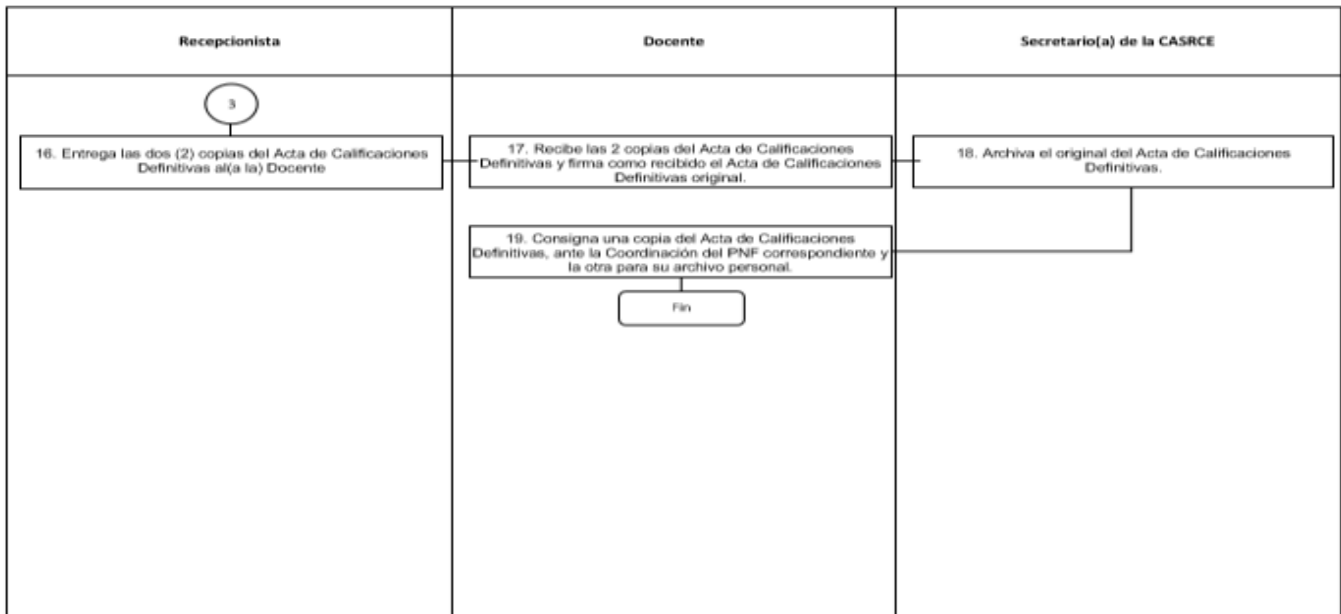 Recepcionista
Docente
Secretario(a) de la CASRCE
3
16. Entrega las dos (2) copias del Acta de Calificaciones
Definitivas al(a la) Docente
17. Recibe las 2 copias del Acta de Calificaciones
Definitivas y firma como recibido el Acta de Calificaciones
Definitivas original.
18. Archiva el original del Acta de Calificaciones
Definitivas.
19. Consigna una copia del Acta de Calificaciones
Definitivas, ante la Coordinación del PNF correspondiente y
la otra para su archivo personal.
Fin